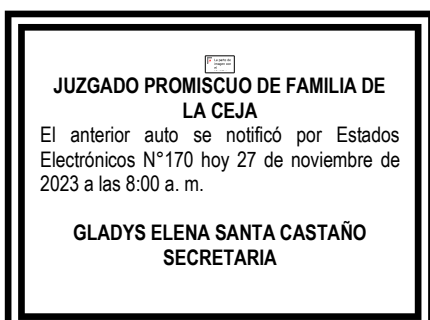 JUZGADO PROMISCUO DE FAMILIA DE
LA CEJA
El anterior auto se notificó por Estados
Electrónicos N°170 hoy 27 de noviembre de
2023 a las 8:00 a. m.
GLADYS ELENA SANTA CASTAÑO
SECRETARIA